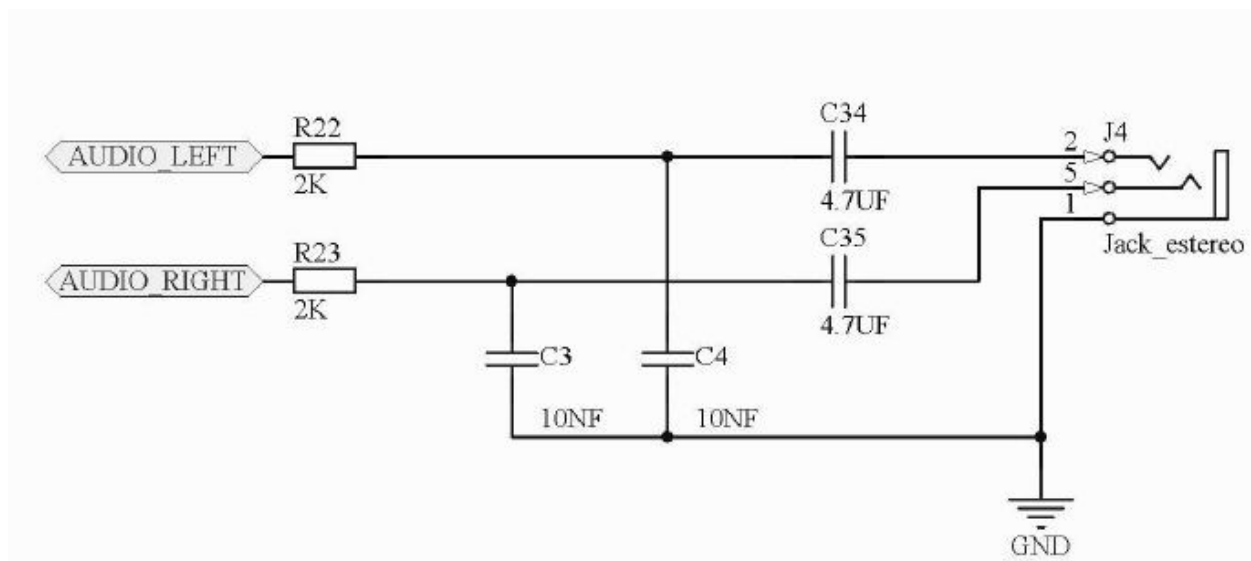 C34
R22
2
J4
AUDIO_LEFT
2K
5
4.7UF
1
R23
C35
Jack_estereo
AUDIO_RIGHT
2K
4.7UF
C3
C4
10NF
10NF
GND